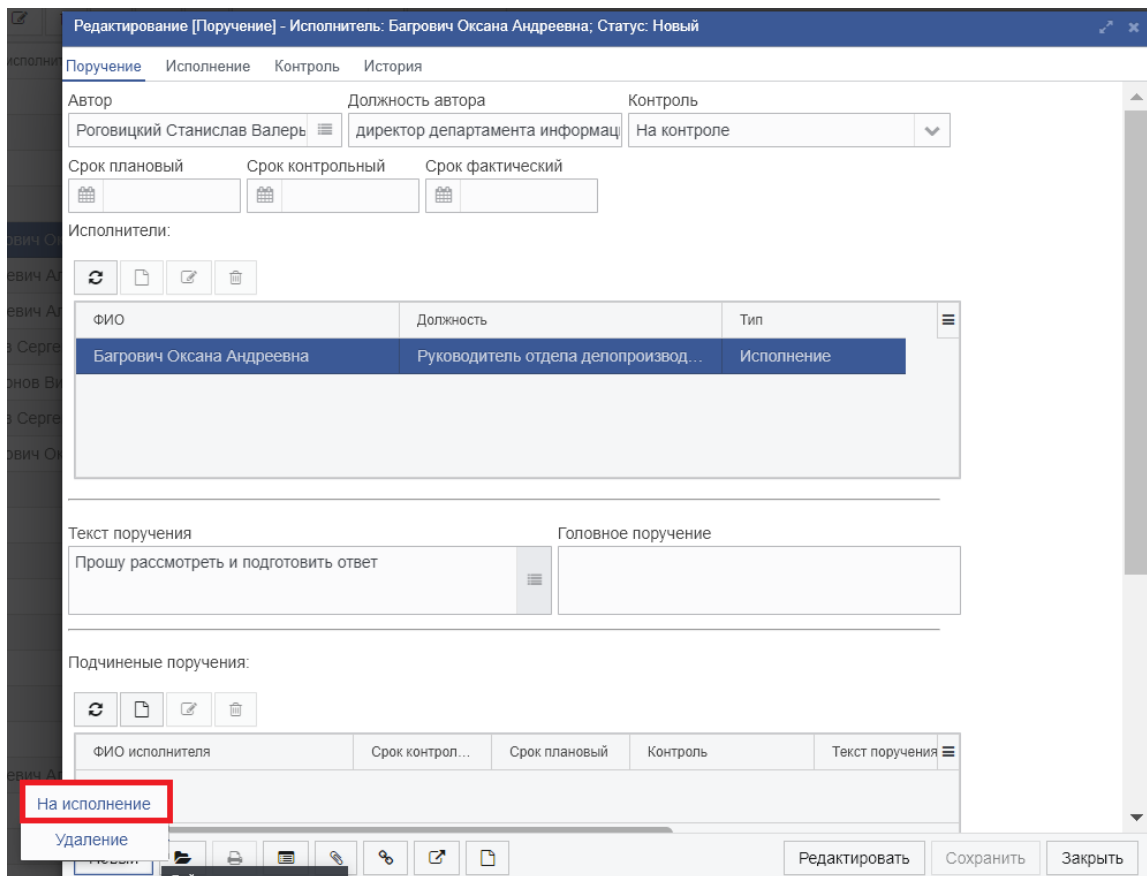 Редактирование [Поручение] - Исполнитель: Багрович Оксана Андреевна; Статус: Новый
Поручение Исполнение Контроль История
Автор Должность автора Контроль
Роговицкий Станислав Валерь директор департамента информац На контроле
Срок плановый Срок контрольный Срок фактический
Исполнители:
ФИО Должность Тип
Багрович Оксана Андреевна Руководитель отдела делопроизвод... Исполнение
Текст поручения Головное поручение
Прошу рассмотреть и подготовить ответ
Подчиненые поручения:
ФИО исполнителя Срок контрол... Срок плановый Контроль Текст поручения
На исполнение
Удаление
Новый Редактировать Сохранить Закрыть